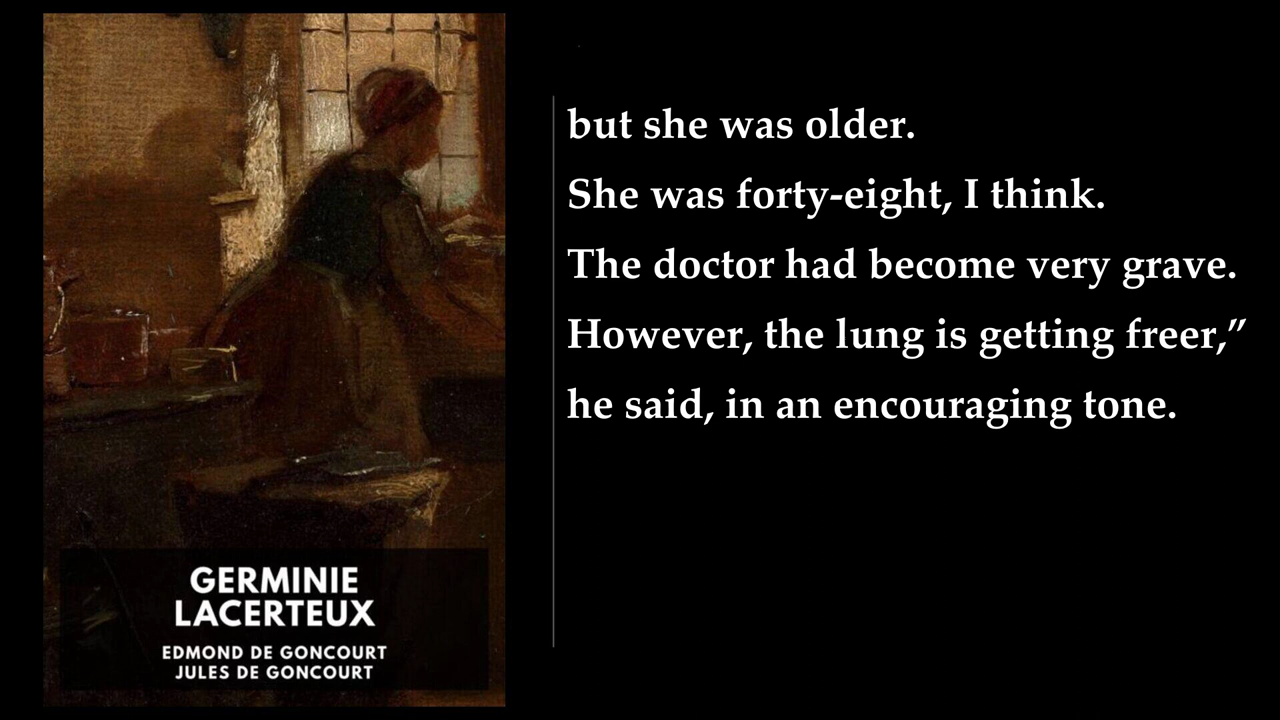 but she was older.
She was forty-eight, I think.
The doctor had become very grave.
However, the lung is getting freer,”
he said, in an encouraging tone.
GERMINIE
LACERTEUX
EDMOND DE GONCOURT
JULES DE GONCOURT